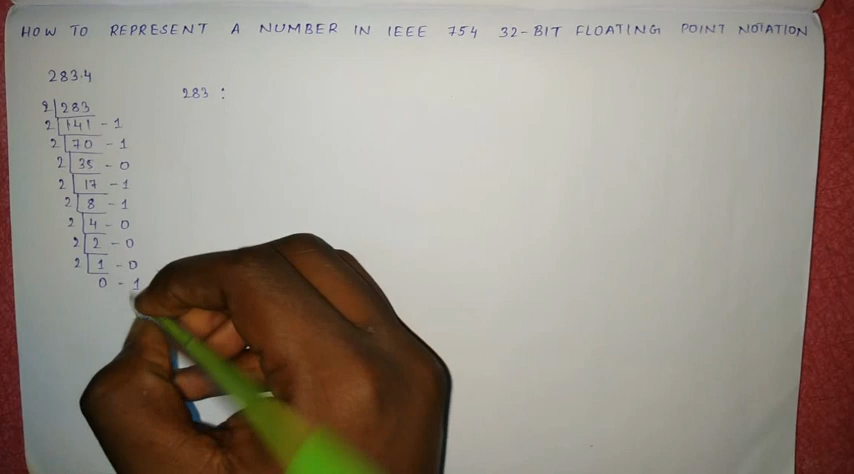 HOW TO REPRESENT A NUMBER IN IEEE 754 32-BIT FLOATING POINT NOTATION
283.4
283 :
2 283
2 141 - 1
2 70 - 1
2 35 - 0
2 17 - 1
2 8 - 1
2 4 - 0
2 2 - 0
2 1 - 0
0 - 1